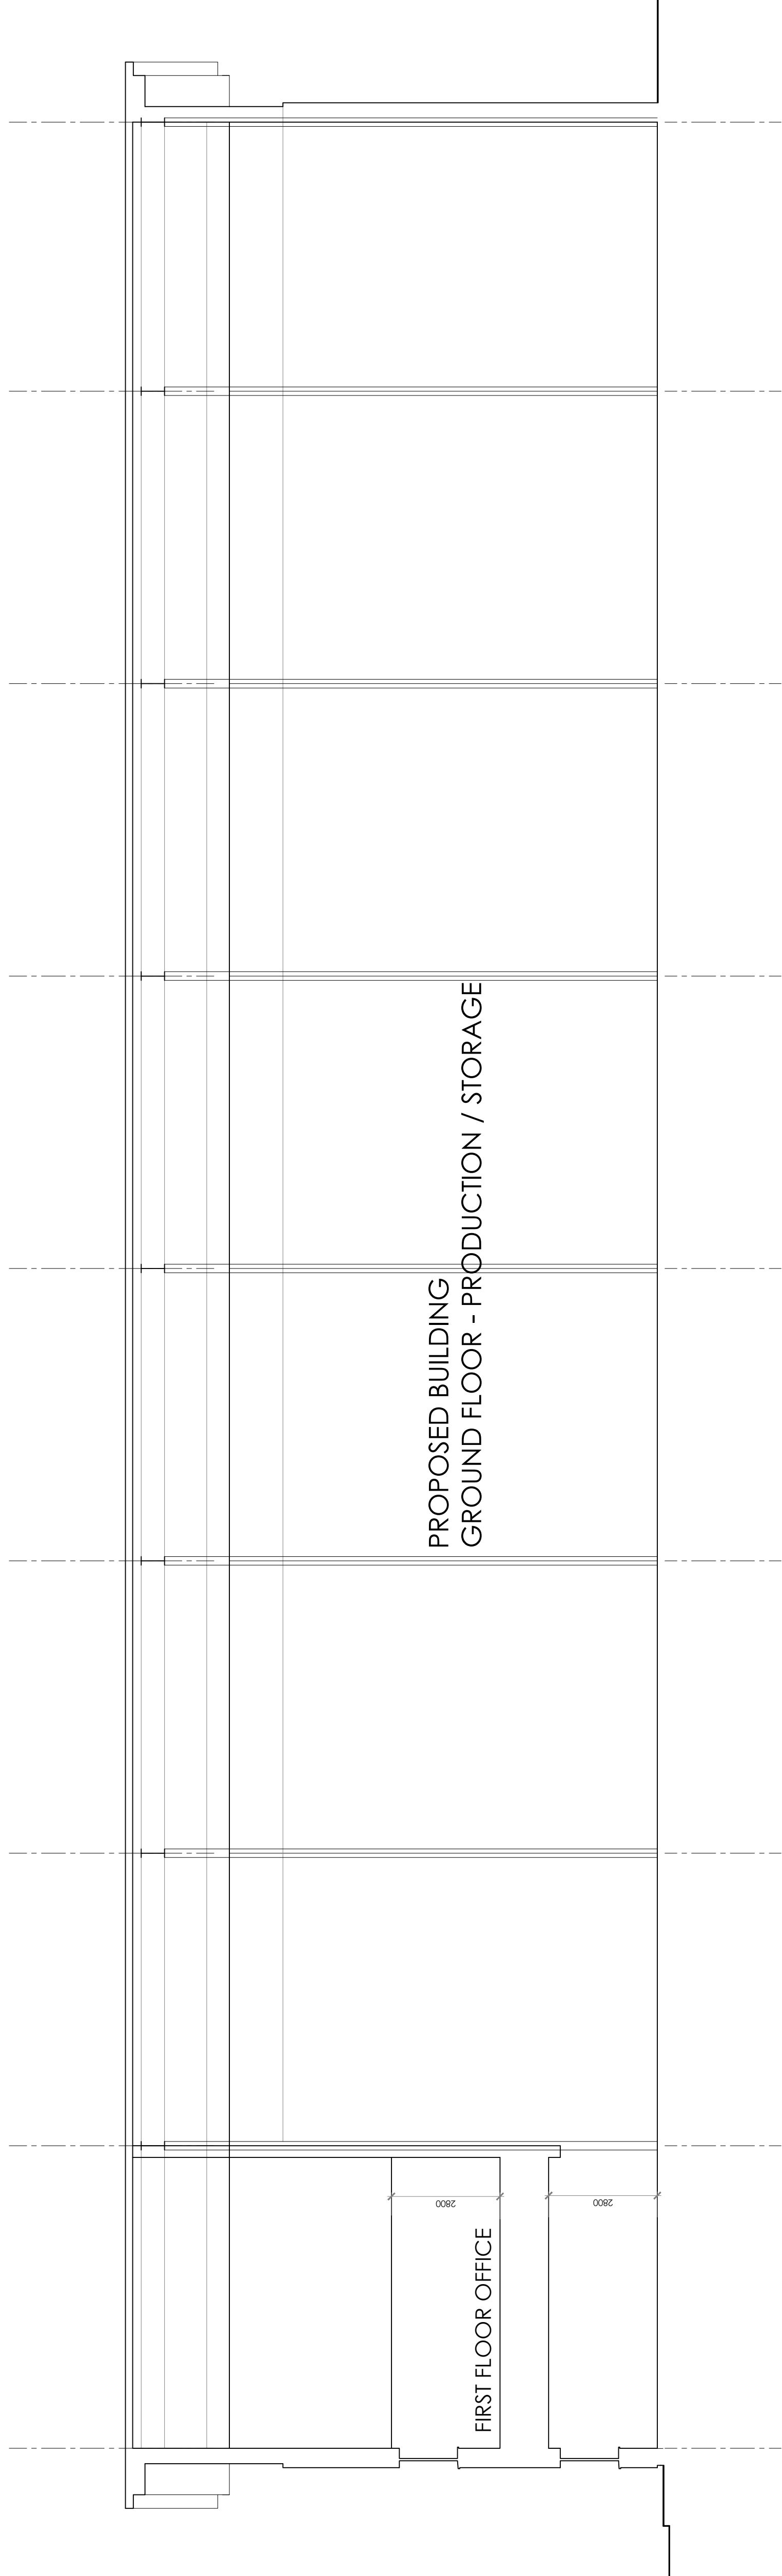 PROPOSED BUILDING
GROUND FLOOR - PRODUCTION / STORAGE
FIRST FLOOR OFFICE
2800
2800